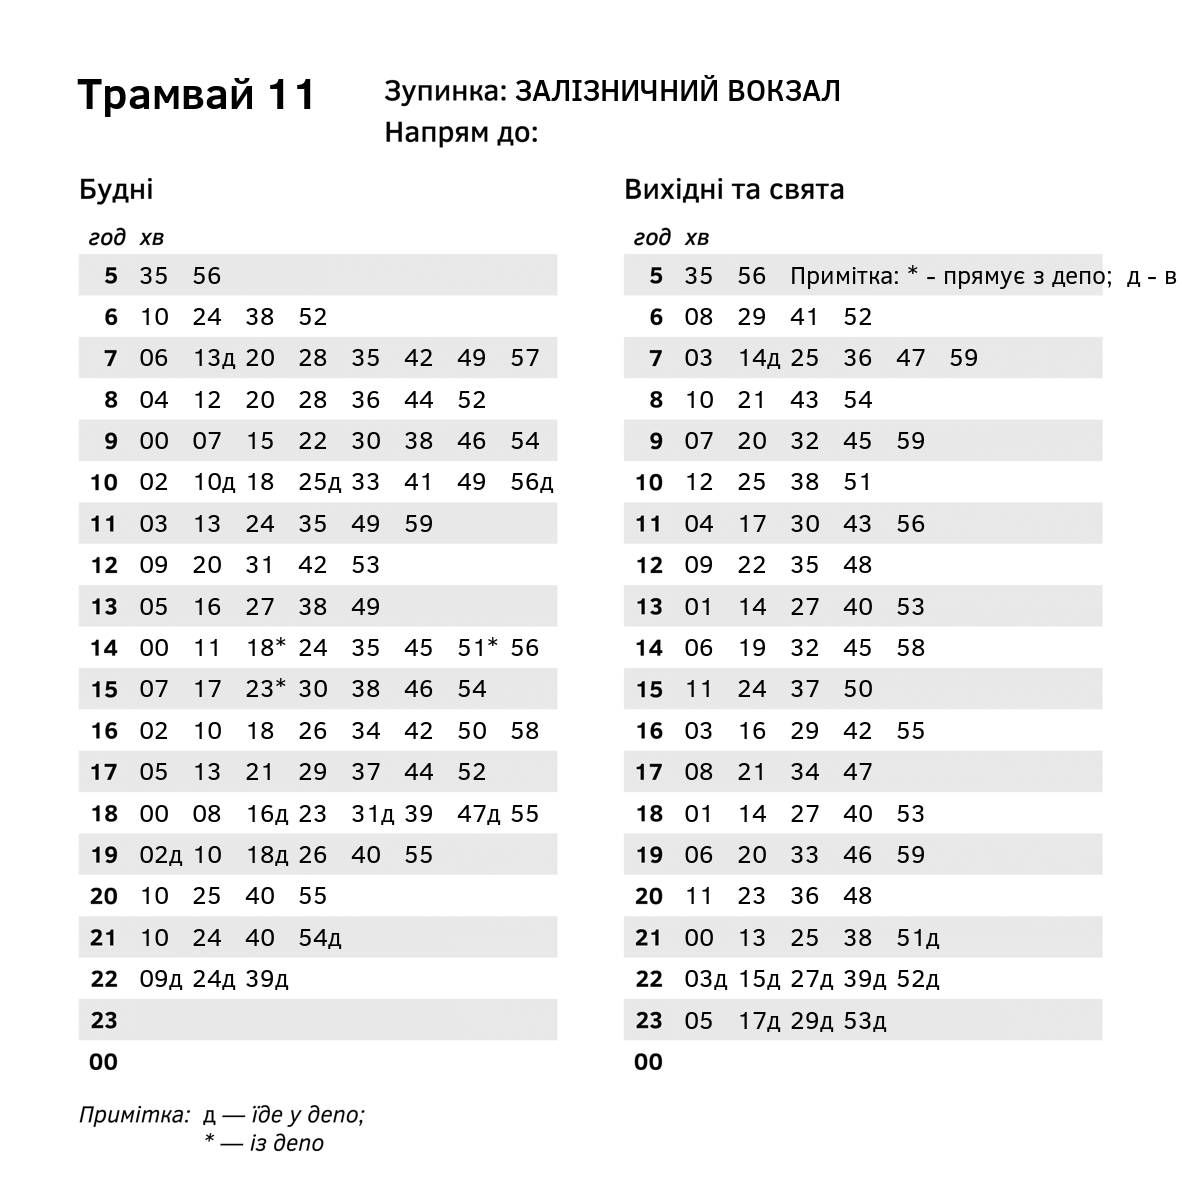 Трамвай 11
Зупинка: ЗАЛІЗНИЧНИЙ ВОКЗАЛ
Напрям до:
Будні
год хв
5 35 56
6 10 24 38 52
7 06 13д 20 28 35 42 49 57
8 04 12 20 28 36 44 52
9 00 07 15 22 30 38 46 54
10 02 10д 18 25д 33 41 49 56д
11 03 13 24 35 49 59
12 09 20 31 42 53
13 05 16 27 38 49
14 00 11 18* 24 35 45 51* 56
15 07 17 23* 30 38 46 54
16 02 10 18 26 34 42 50 58
17 05 13 21 29 37 44 52
18 00 08 16д 23 31д 39 47д 55
19 02д 10 18д 26 40 55
20 10 25 40 55
21 10 24 40 54д
22 09д 24д 39д
23
00
Вихідні та свята
год хв
5 35 56 Примітка: * - прямує з депо; д - в
6 08 29 41 52
7 03 14д 25 36 47 59
8 10 21 43 54
9 07 20 32 45 59
10 12 25 38 51
11 04 17 30 43 56
12 09 22 35 48
13 01 14 27 40 53
14 06 19 32 45 58
15 11 24 37 50
16 03 16 29 42 55
17 08 21 34 47
18 01 14 27 40 53
19 06 20 33 46 59
20 11 23 36 48
21 00 13 25 38 51д
22 03д 15д 27д 39д 52д
23 05 17д 29д 53д
00
Примітка: д — їде у депо;
* — із депо